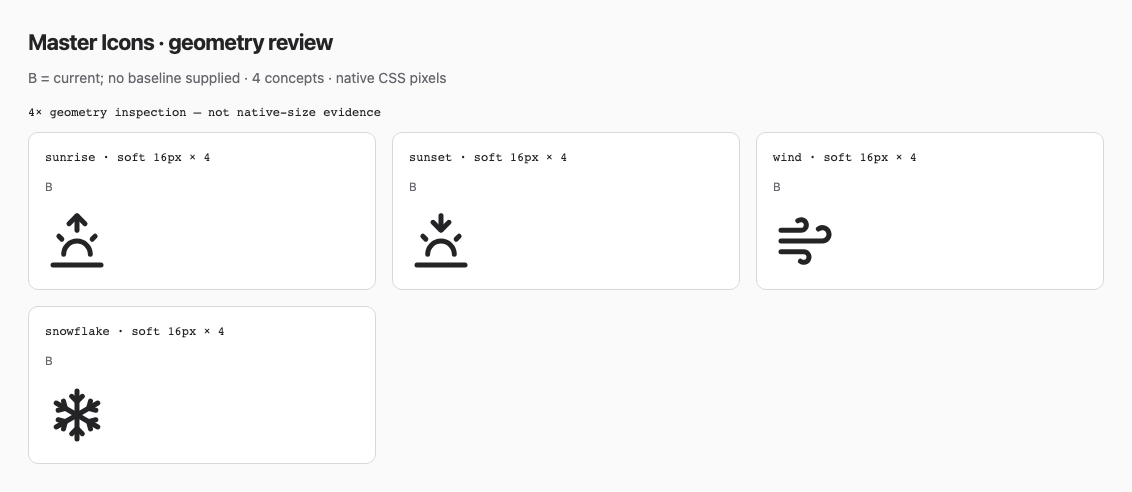 Master Icons · geometry review
B = current; no baseline supplied · 4 concepts · native CSS pixels
4× geometry inspection — not native-size evidence
sunrise · soft 16px × 4
B
sunset · soft 16px × 4
B
wind · soft 16px × 4
B
snowflake · soft 16px × 4
B